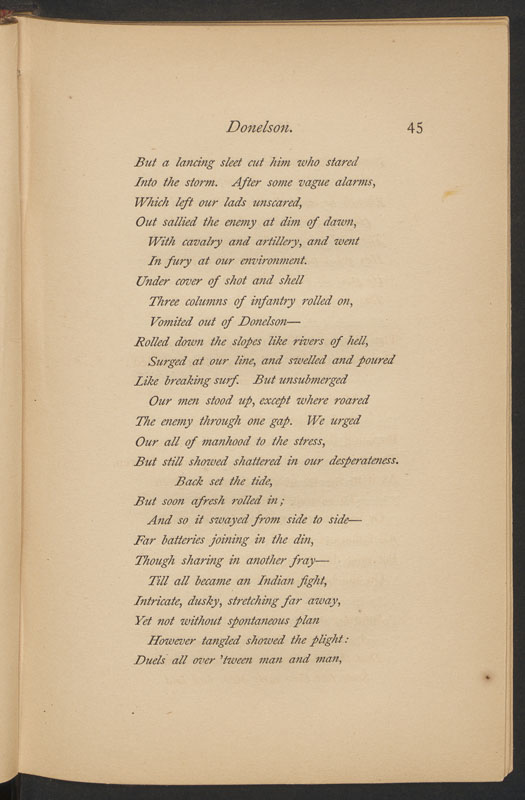 Donelson. 45
But a lancing sleet cut him who stared
Into the storm. After some vague alarms,
Which left our lads unscared,
Out sallied the enemy at dim of dawn,
With cavalry and artillery, and went
In fury at our environment.
Under cover of shot and shell
Three columns of infantry rolled on,
Vomited out of Donelson—
Rolled down the slopes like rivers of hell,
Surged at our line, and swelled and poured
Like breaking surf. But unsubmerged
Our men stood up, except where roared
The enemy through one gap. We urged
Our all of manhood to the stress,
But still showed shattered in our desperateness.
Back set the tide,
But soon afresh rolled in;
And so it swayed from side to side—
Far batteries joining in the din,
Though sharing in another fray—
Till all became an Indian fight,
Intricate, dusky, stretching far away,
Yet not without spontaneous plan
However tangled showed the plight:
Duels all over 'tween man and man,